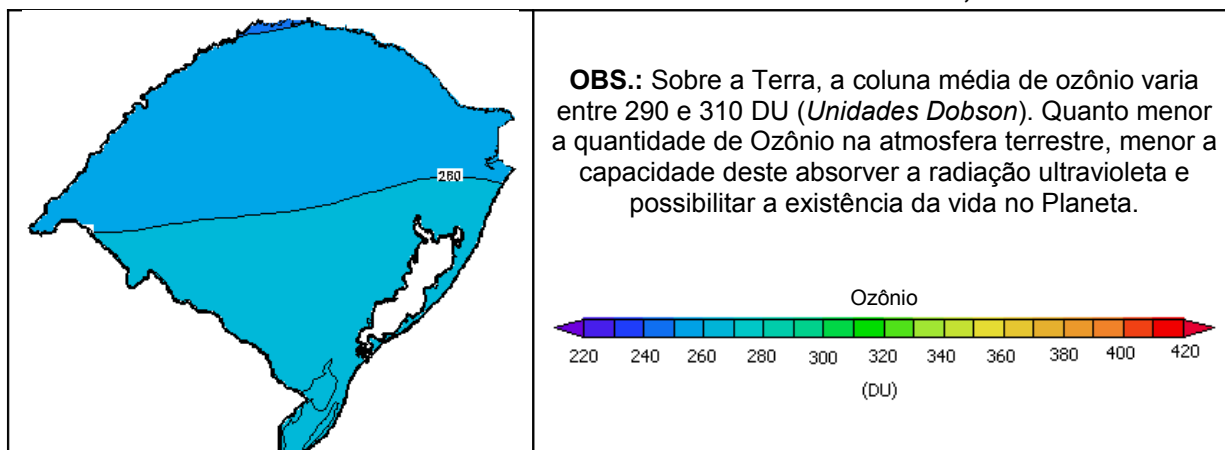 260
OBS.: Sobre a Terra, a coluna média de ozônio varia
entre 290 e 310 DU (Unidades Dobson). Quanto menor
a quantidade de Ozônio na atmosfera terrestre, menor a
capacidade deste absorver a radiação ultravioleta e
possibilitar a existência da vida no Planeta.
Ozônio
220 240 260 280 300 320 340 360 380 400 420
(DU)